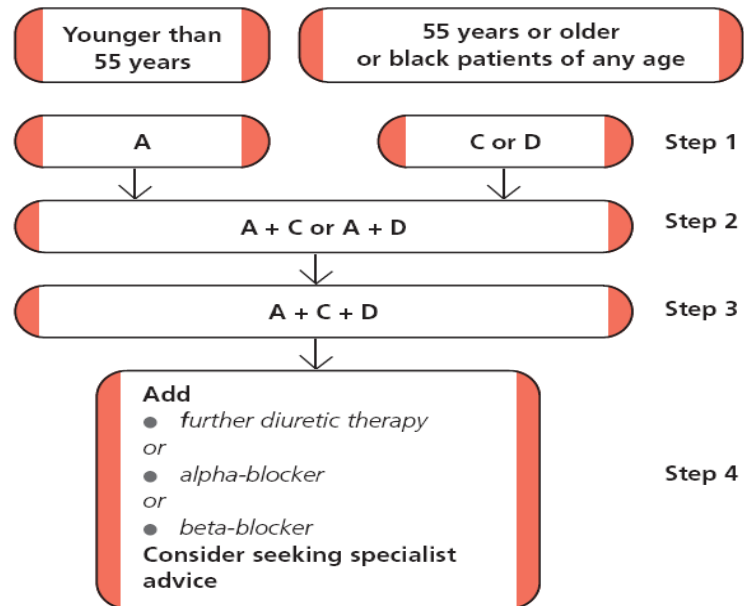 Younger than
55 years
55 years or older
or black patients of any age
A
C or D
Step 1
A + C or A + D
Step 2
A + C + D
Step 3
Add
● further diuretic therapy
or
● alpha-blocker
or
● beta-blocker
Consider seeking specialist
advice
Step 4